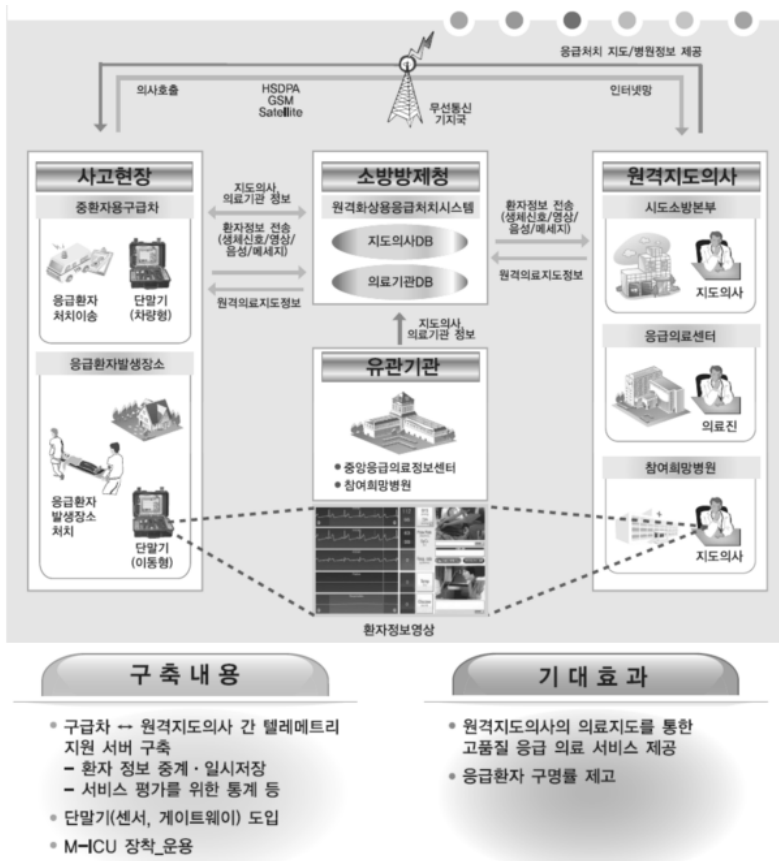 응급처치 지도/병원정보 제공
의사호출
HSDPA
GSM
Satellite
무선통신
기지국
인터넷망
사고현장
중환자용구급차
응급환자
처치이송
단말기
(차량형)
응급환자발생장소
응급환자
발생장소
처치
단말기
(이동형)
지도의사,
의료기관 정보
환자정보 전송
(생체신호/영상/
음성/메세지)
원격의료지도정보
소방방제청
원격화상용응급처치시스템
지도의사DB
의료기관DB
지도의사,
의료기관 정보
유관기관
중앙응급의료정보센터
참여희망병원
환자정보영상
환자정보 전송
(생체신호/영상/
음성/메세지)
원격의료지도정보
원격지도의사
시도소방본부
지도의사
응급의료센터
의료진
참여희망병원
지도의사
구축내용
• 구급차 ↔ 원격지도의사 간 텔레메트리
지원 서버 구축
– 환자 정보 중계·일시저장
– 서비스 평가를 위한 통계 등
• 단말기(센서, 게이트웨이) 도입
• M-ICU 장착_운용
기대효과
• 원격지도의사의 의료지도를 통한
고품질 응급 의료 서비스 제공
• 응급환자 구명률 제고